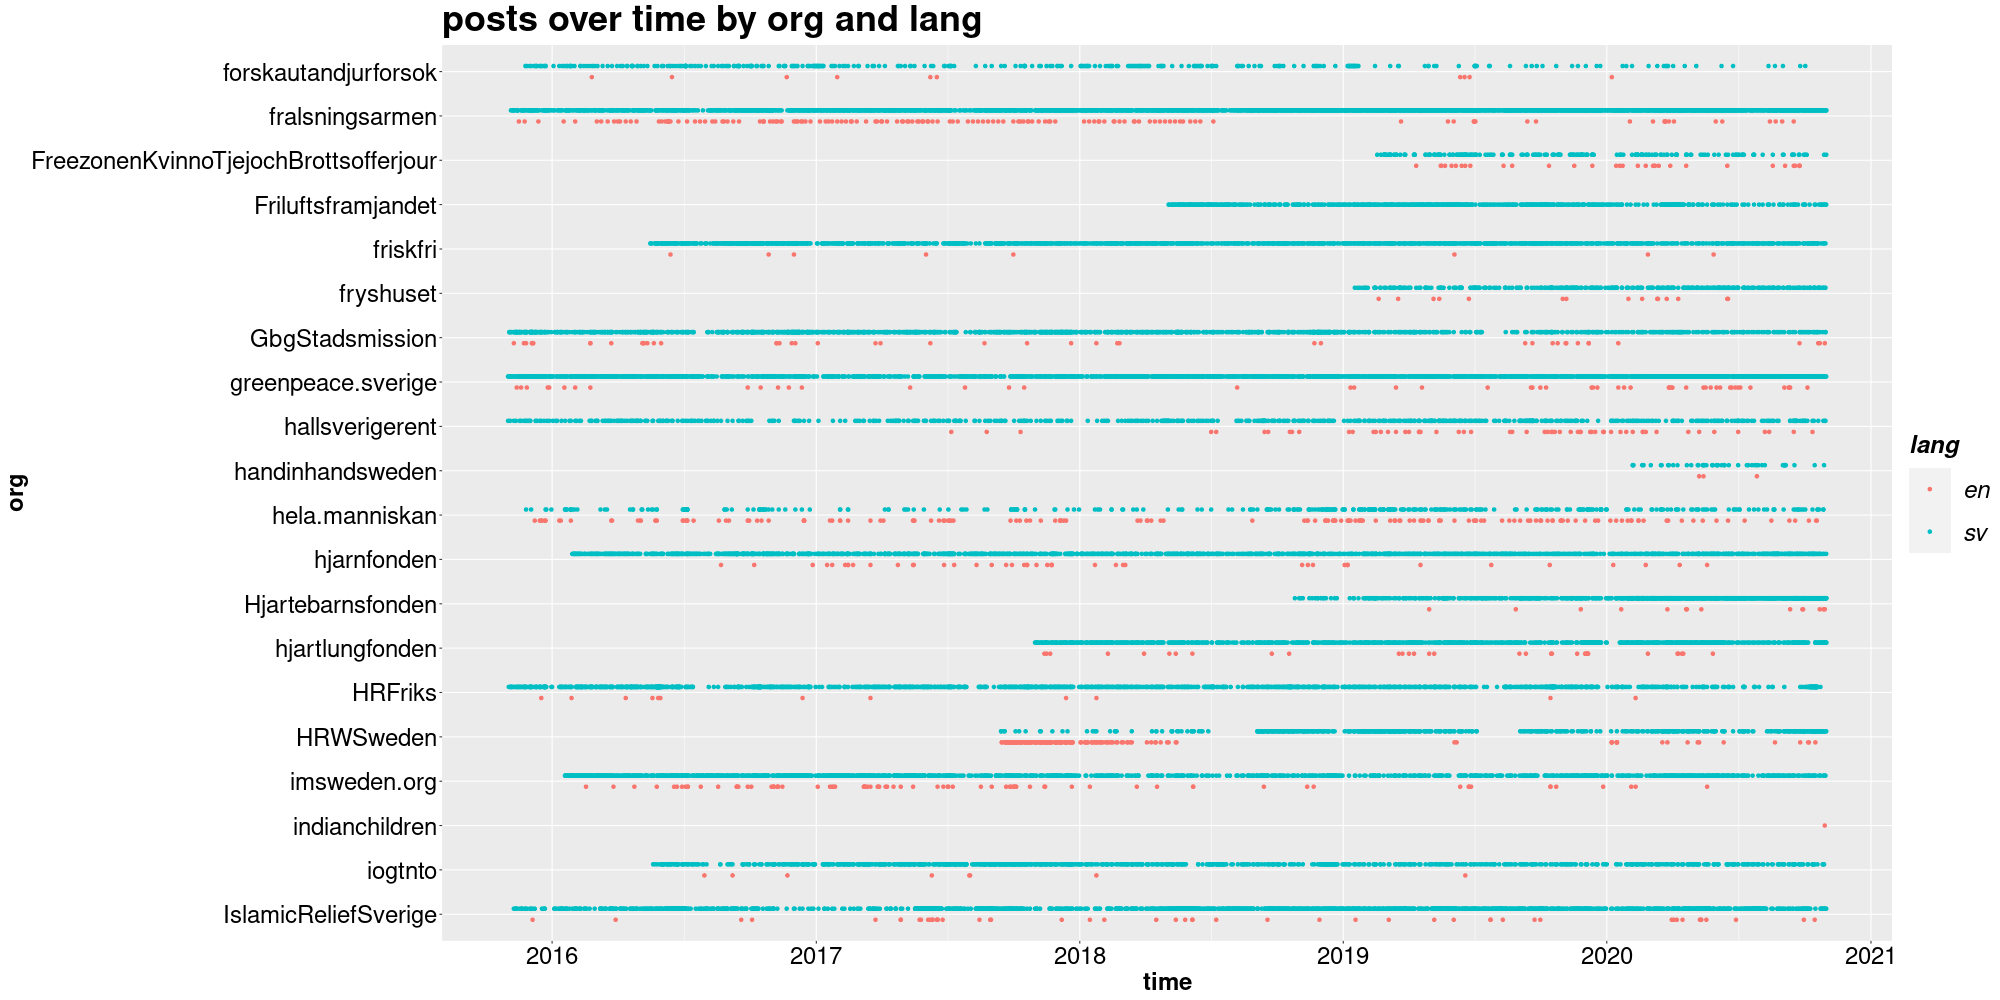 posts over time by org and lang
forskautandjurforsok
fralsningsarmen
FreezonenKvinnoTjejochBrottsofferjour
Friluftsframjandet
friskfri
fryshuset
GbgStadsmission
greenpeace.sverige
hallsverigerent
handinhandsweden
hela.manniskan
hjarnfonden
Hjartebarnsfonden
hjartlungfonden
HRFriks
HRWSweden
imsweden.org
indianchildren
iogtnto
IslamicReliefSverige
org
2016 2017 2018 2019 2020 2021
time
lang
en
sv